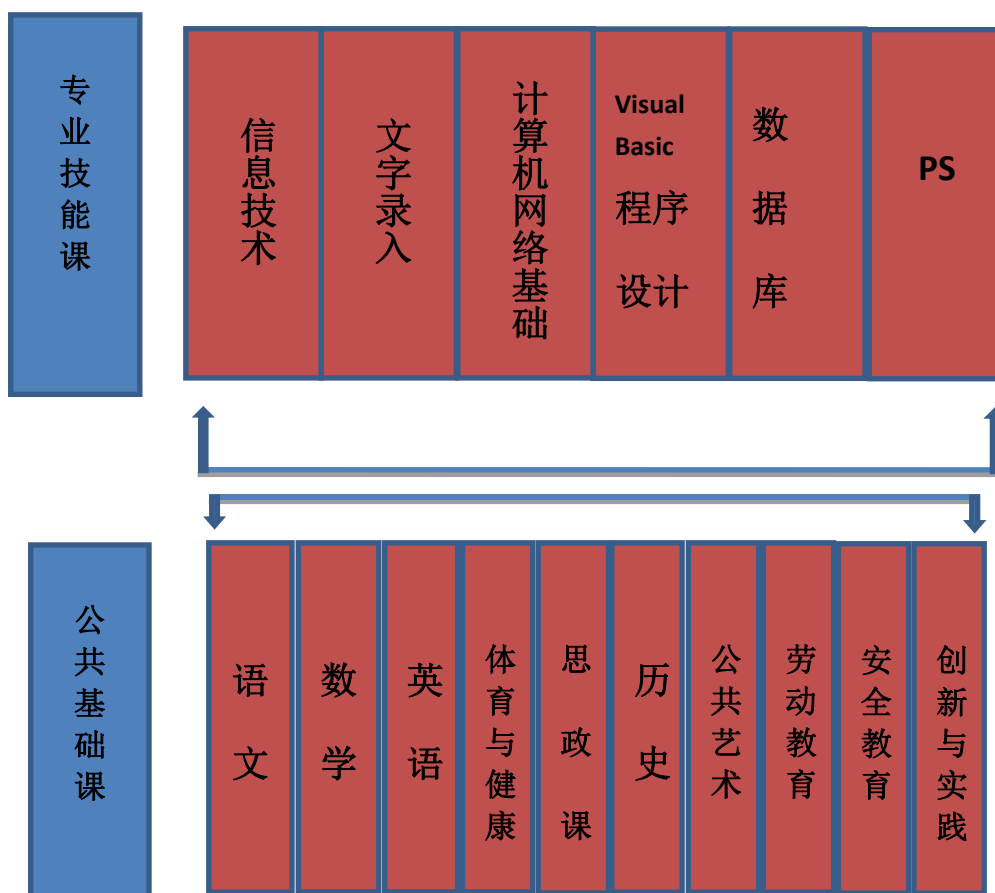 专业技能课
信息技术
文字录入
计算机网络基础
Visual
Basic
程序
设计
数据库
PS
公共基础课
语文
数学
英语
体育与健康
思政课
历史
公共艺术
劳动教育
安全教育
创新与实践